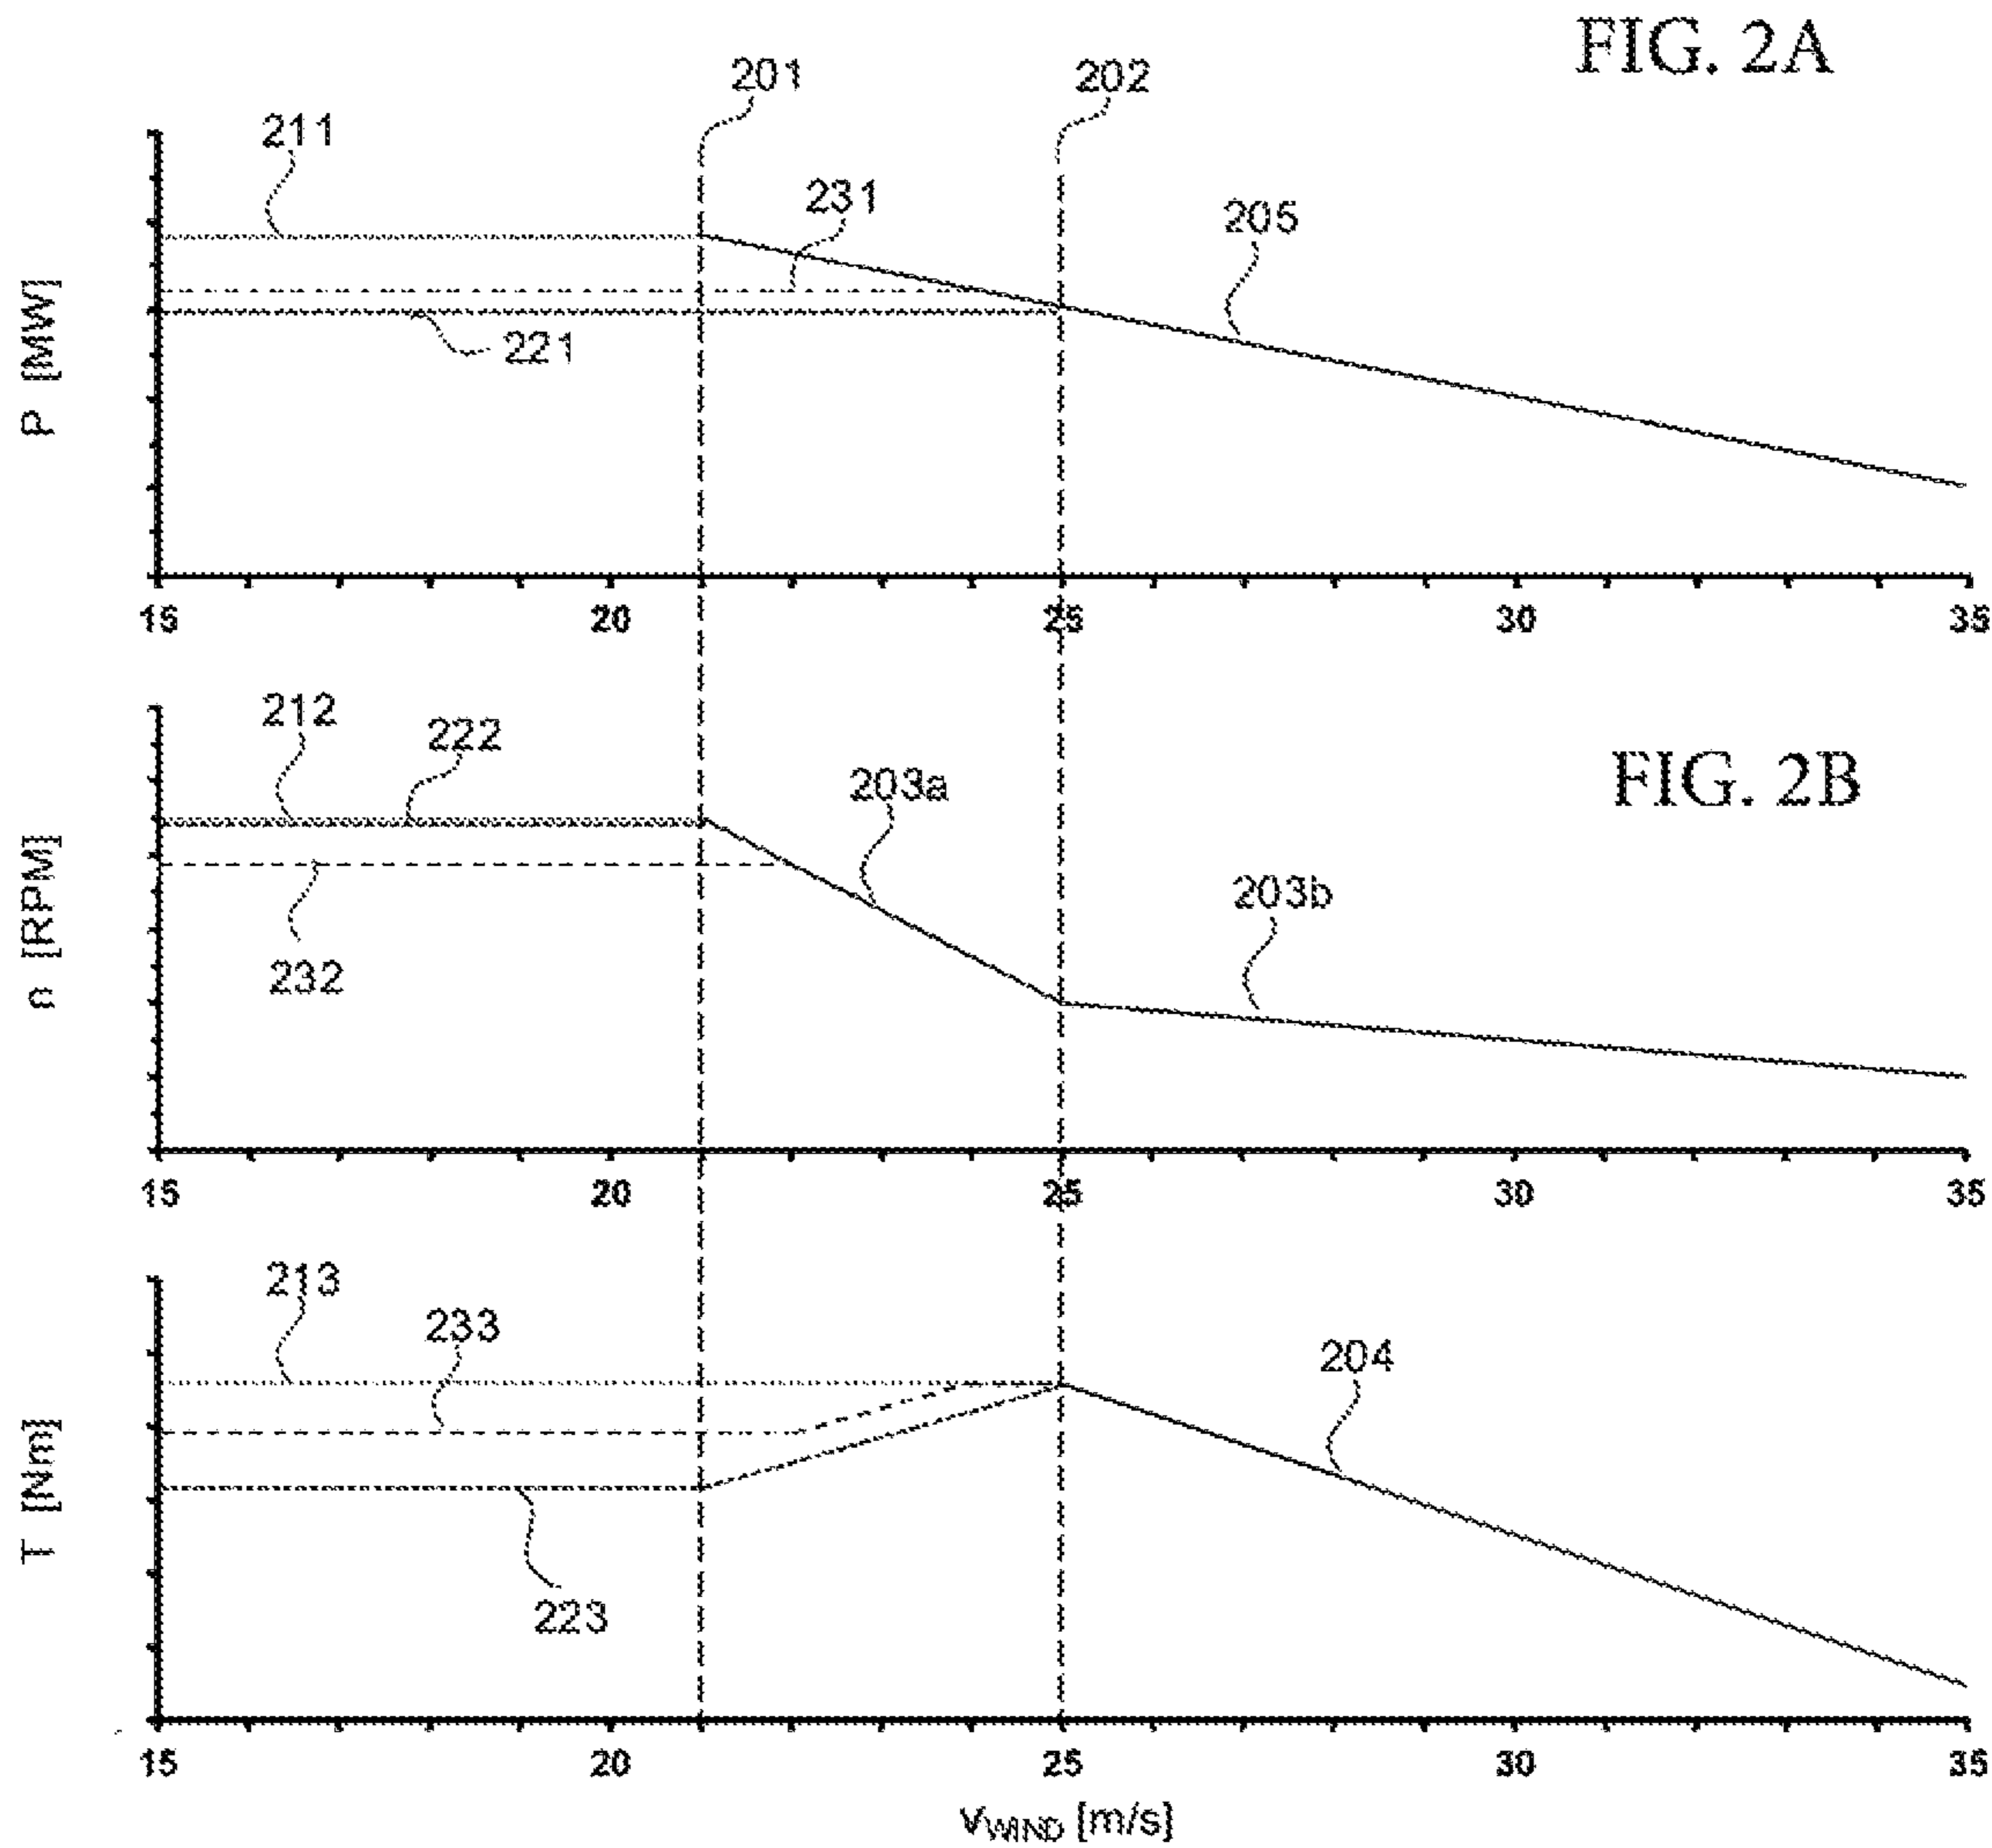 FIG. 2A
201
202
211
231
205
221
P [MW]
15 20 25 30 35
212
222
203a
FIG. 2B
203b
232
n [RPM]
15 20 25 30 35
213
233
204
223
T [Nm]
15 20 25 30 35
VWIND [m/s]